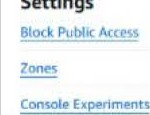 Settings
Block Public Access
Zones
Console Experiments